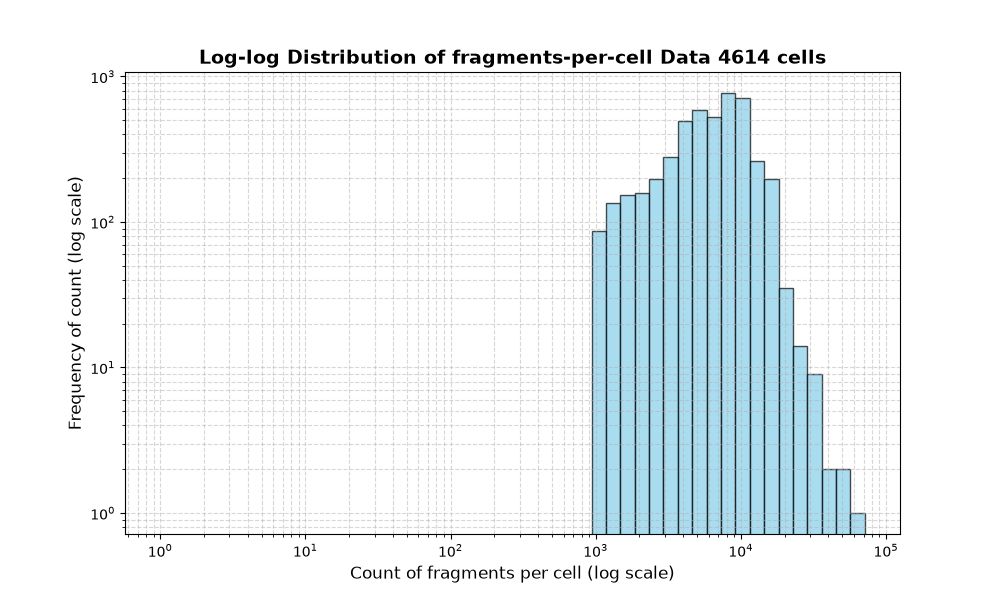 Log-log Distribution of fragments-per-cell Data 4614 cells
Frequency of count (log scale)
10³
10²
10¹
10⁰
10⁰ 10¹ 10² 10³ 10⁴ 10⁵
Count of fragments per cell (log scale)